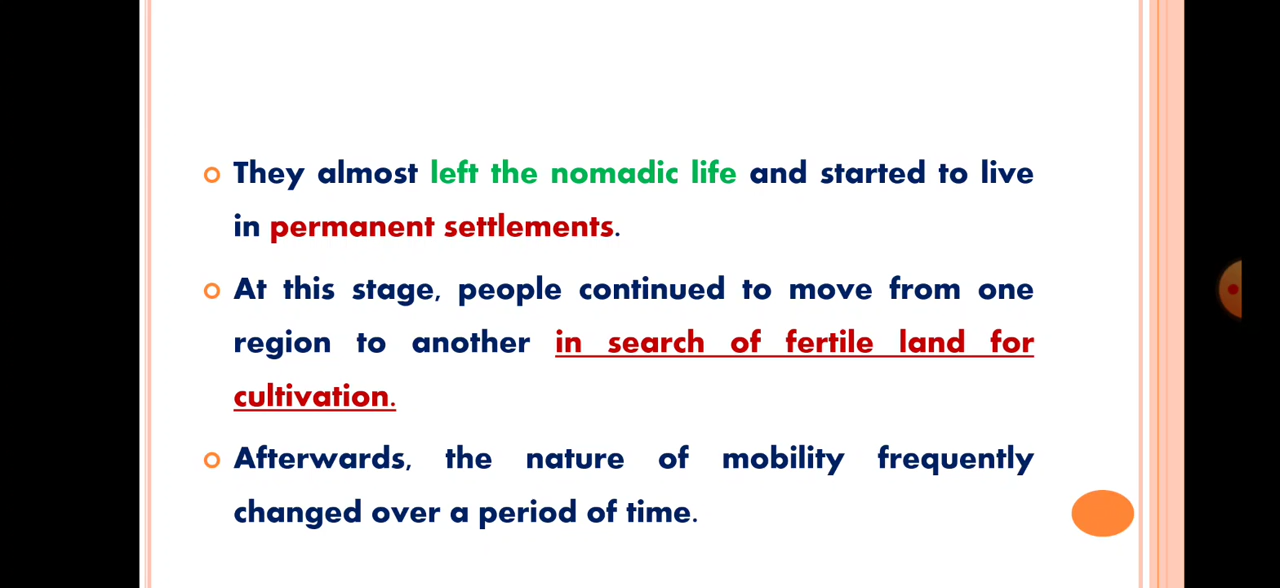 They almost left the nomadic life and started to live
in permanent settlements.
At this stage, people continued to move from one
region to another in search of fertile land for
cultivation.
Afterwards, the nature of mobility frequently
changed over a period of time.